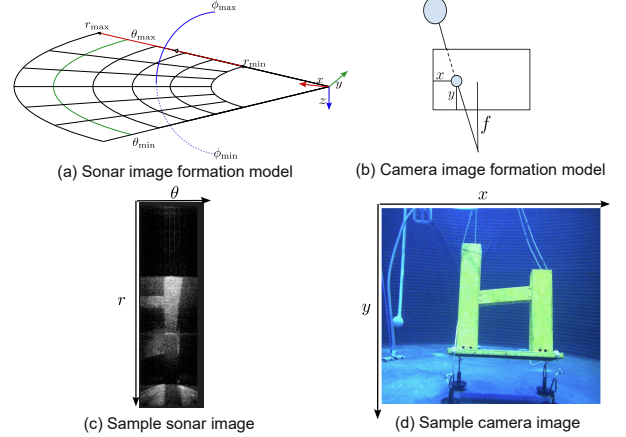 r_max
θ_max
ϕ_max
r_min
x
y
z
θ_min
ϕ_min
(a) Sonar image formation model
x
y
f
(b) Camera image formation model
θ
r
(c) Sample sonar image
x
y
(d) Sample camera image